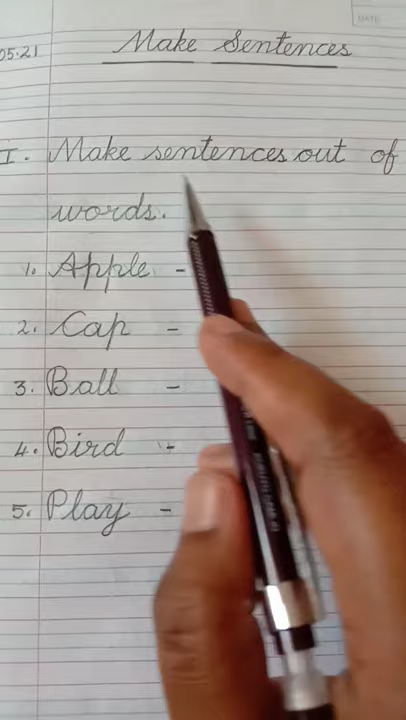 DATE
05.21
Make Sentences
I. Make sentences out of
words.
1. Apple -
2. Cap -
3. Ball -
4. Bird -
5. Play -